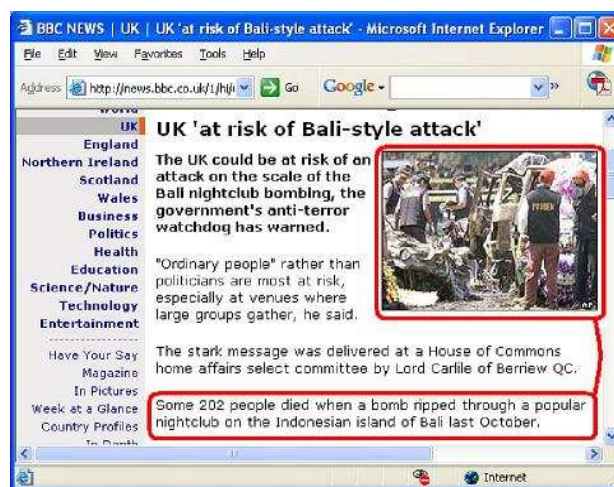 BBC NEWS | UK | UK 'at risk of Bali-style attack' - Microsoft Internet Explorer
File Edit View Favorites Tools Help
Address http://news.bbc.co.uk/1/hi/ Go Google
World
UK
England
Northern Ireland
Scotland
Wales
Business
Politics
Health
Education
Science/Nature
Technology
Entertainment
Have Your Say
Magazine
In Pictures
Week at a Glance
Country Profiles
In Depth
UK 'at risk of Bali-style attack'
The UK could be at risk of an
attack on the scale of the
Bali nightclub bombing, the
government's anti-terror
watchdog has warned.
"Ordinary people" rather than
politicians are most at risk,
especially at venues where
large groups gather, he said.
The stark message was delivered at a House of Commons
home affairs select committee by Lord Carlile of Berriew QC.
Some 202 people died when a bomb ripped through a popular
nightclub on the Indonesian island of Bali last October.
Internet